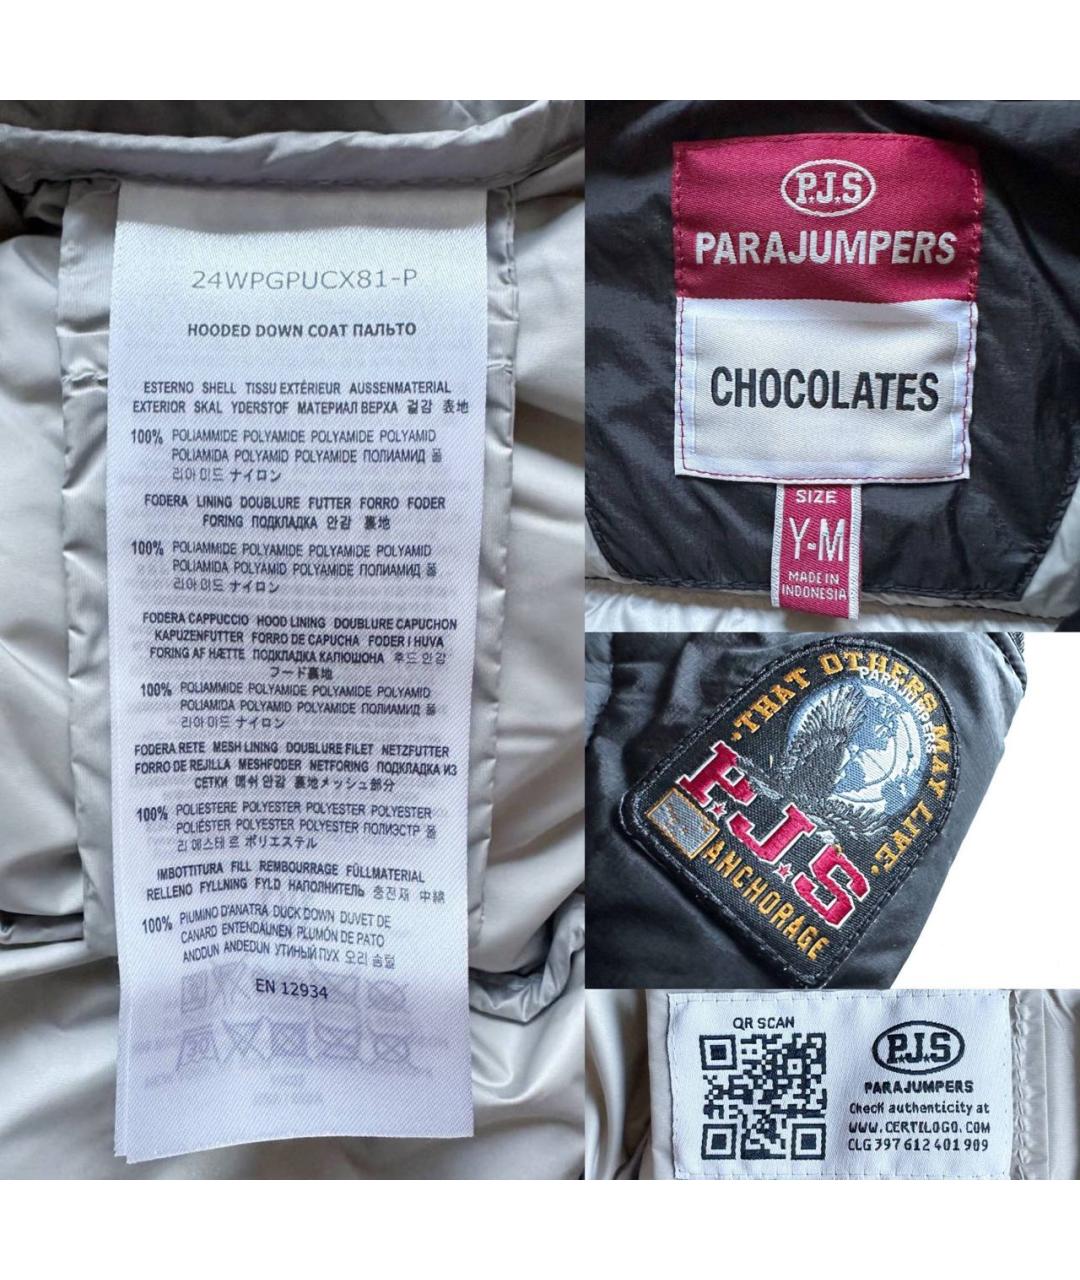 24WPGPUCX81-P
HOODED DOWN COAT ПАЛЬТО
ESTERNO SHELL TISSU EXTÉRIEUR AUSSENMATERIAL
EXTERIOR SKAL YDERSTOF МАТЕРИАЛ ВЕРХА 겉감 表地
100% POLIAMMIDE POLYAMIDE POLYAMIDE POLYAMID
POLIAMIDA POLYAMID POLYAMIDE ПОЛИАМИД 폴
리아미드 ナイロン
FODERA LINING DOUBLURE FUTTER FORRO FODER
FORING ПОДКЛАДКА 안감 裏地
100% POLIAMMIDE POLYAMIDE POLYAMIDE POLYAMID
POLIAMIDA POLYAMID POLYAMIDE ПОЛИАМИД 폴
리아미드 ナイロン
FODERA CAPPUCCIO HOOD LINING DOUBLURE CAPUCHON
KAPUZENFUTTER FORRO DE CAPUCHA FODER I HUVA
FORING AF HÆTTE ПОДКЛАДКА КАПЮШОНА 후드 안감
フード裏地
100% POLIAMMIDE POLYAMIDE POLYAMIDE POLYAMID
POLIAMIDA POLYAMID POLYAMIDE ПОЛИАМИД 폴
리아미드 ナイロン
FODERA RETE MESH LINING DOUBLURE FILET NETZFUTTER
FORRO DE REJILLA MESHFODER NETFORING ПОДКЛАДКА ИЗ
СЕТКИ 메쉬 안감 裏地メッシュ部分
100% POLIESTERE POLYESTER POLYESTER POLYESTER
POLIÉSTER POLYESTER POLYESTER ПОЛИЭСТР 폴
리에스테르 ポリエステル
IMBOTTITURA FILL REMBOURRAGE FÜLLMATERIAL
RELLENO FYLLNING FYLD НАПОЛНИТЕЛЬ 충전재 中綿
100% PIUMINO D'ANATRA DUCK DOWN DUVET DE
CANARD ENTENDAUNEN PLUMÓN DE PATO
ANDDUN ANDEDUN УТИНЫЙ ПУХ 오리 솜털
EN 12934
P.J.S
PARAJUMPERS
CHOCOLATES
SIZE
Y-M
MADE IN
INDONESIA
THAT OTHERS MAY LIVE
PARAJUMPERS
P.J.S
ANCHORAGE
QR SCAN
P.J.S
PARAJUMPERS
Check authenticity at
WWW.CERTILOGO.COM
CLG 397 612 401 909